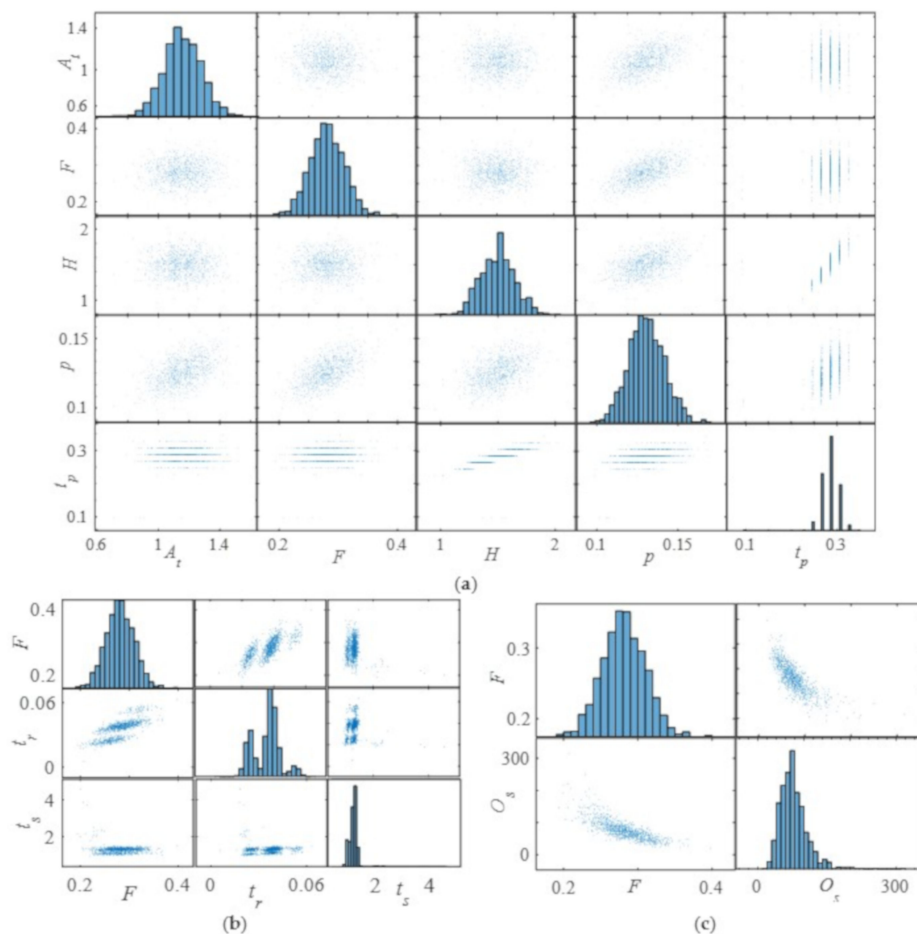 1.4
A_t
1
0.6
0.4
F
0.2
2
H
1
0.15
p
0.1
0.3
t_p
0.1
0.6 1 1.4 0.2 0.4 1 2 0.1 0.15 0.1 0.3
A_t F H p t_p
(a)
0.4
F
0.2
0.06
t_r
0
t_s
4
2
0.2 0.4 0 0.06 2 4
F t_r t_s
(b)
0.3
F
0.2
300
O_s
0
0.2 0.4 0 300
F O_s
(c)